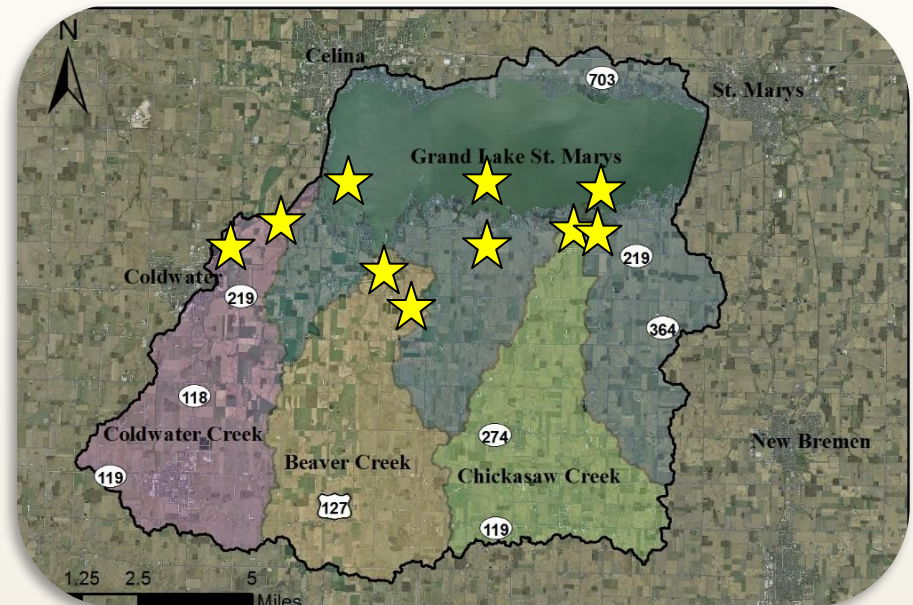 N
Celina
703
St. Marys
Grand Lake St. Marys
Coldwater
219
219
364
118
Coldwater Creek
274
New Bremen
Beaver Creek
Chickasaw Creek
119
127
119
1.25 2.5 5
Miles